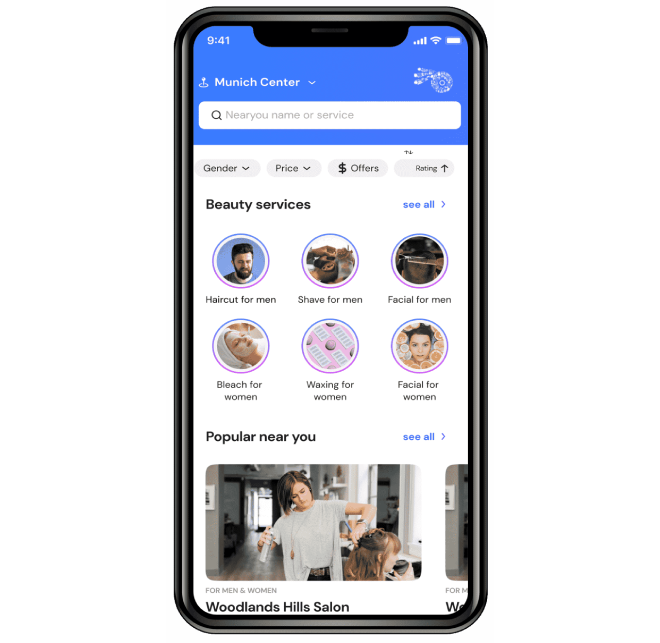 9:41
Munich Center
Nearyou name or service
Gender
Price
$ Offers
Rating
Beauty services
see all
Haircut for men
Shave for men
Facial for men
Bleach for
women
Waxing for
women
Facial for
women
Popular near you
see all
FOR MEN & WOMEN
FOR M
Woodlands Hills Salon